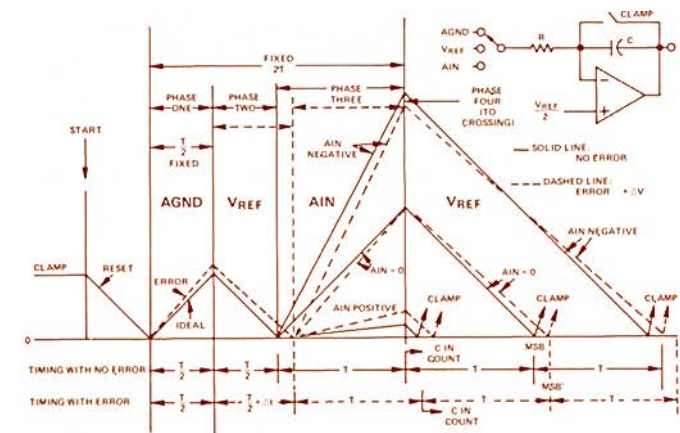 CLAMP
AGND
R
C
VREF
AIN
VREF
2
−
+
FIXED
2T
PHASE
ONE
PHASE
TWO
PHASE
THREE
PHASE
FOUR
(TO
CROSSING)
START
T
2
FIXED
AIN
NEGATIVE
SOLID LINE:
NO ERROR
DASHED LINE:
ERROR +△V
AGND
VREF
AIN
VREF
AIN NEGATIVE
CLAMP
RESET
ERROR
IDEAL
AIN = 0
AIN = 0
AIN POSITIVE
CLAMP
CLAMP
CLAMP
0
C IN
COUNT
MSB
TIMING WITH NO ERROR
T
2
T
2
T
T
T
MSB'
TIMING WITH ERROR
T
2
T
2
T
T
T
C IN
COUNT